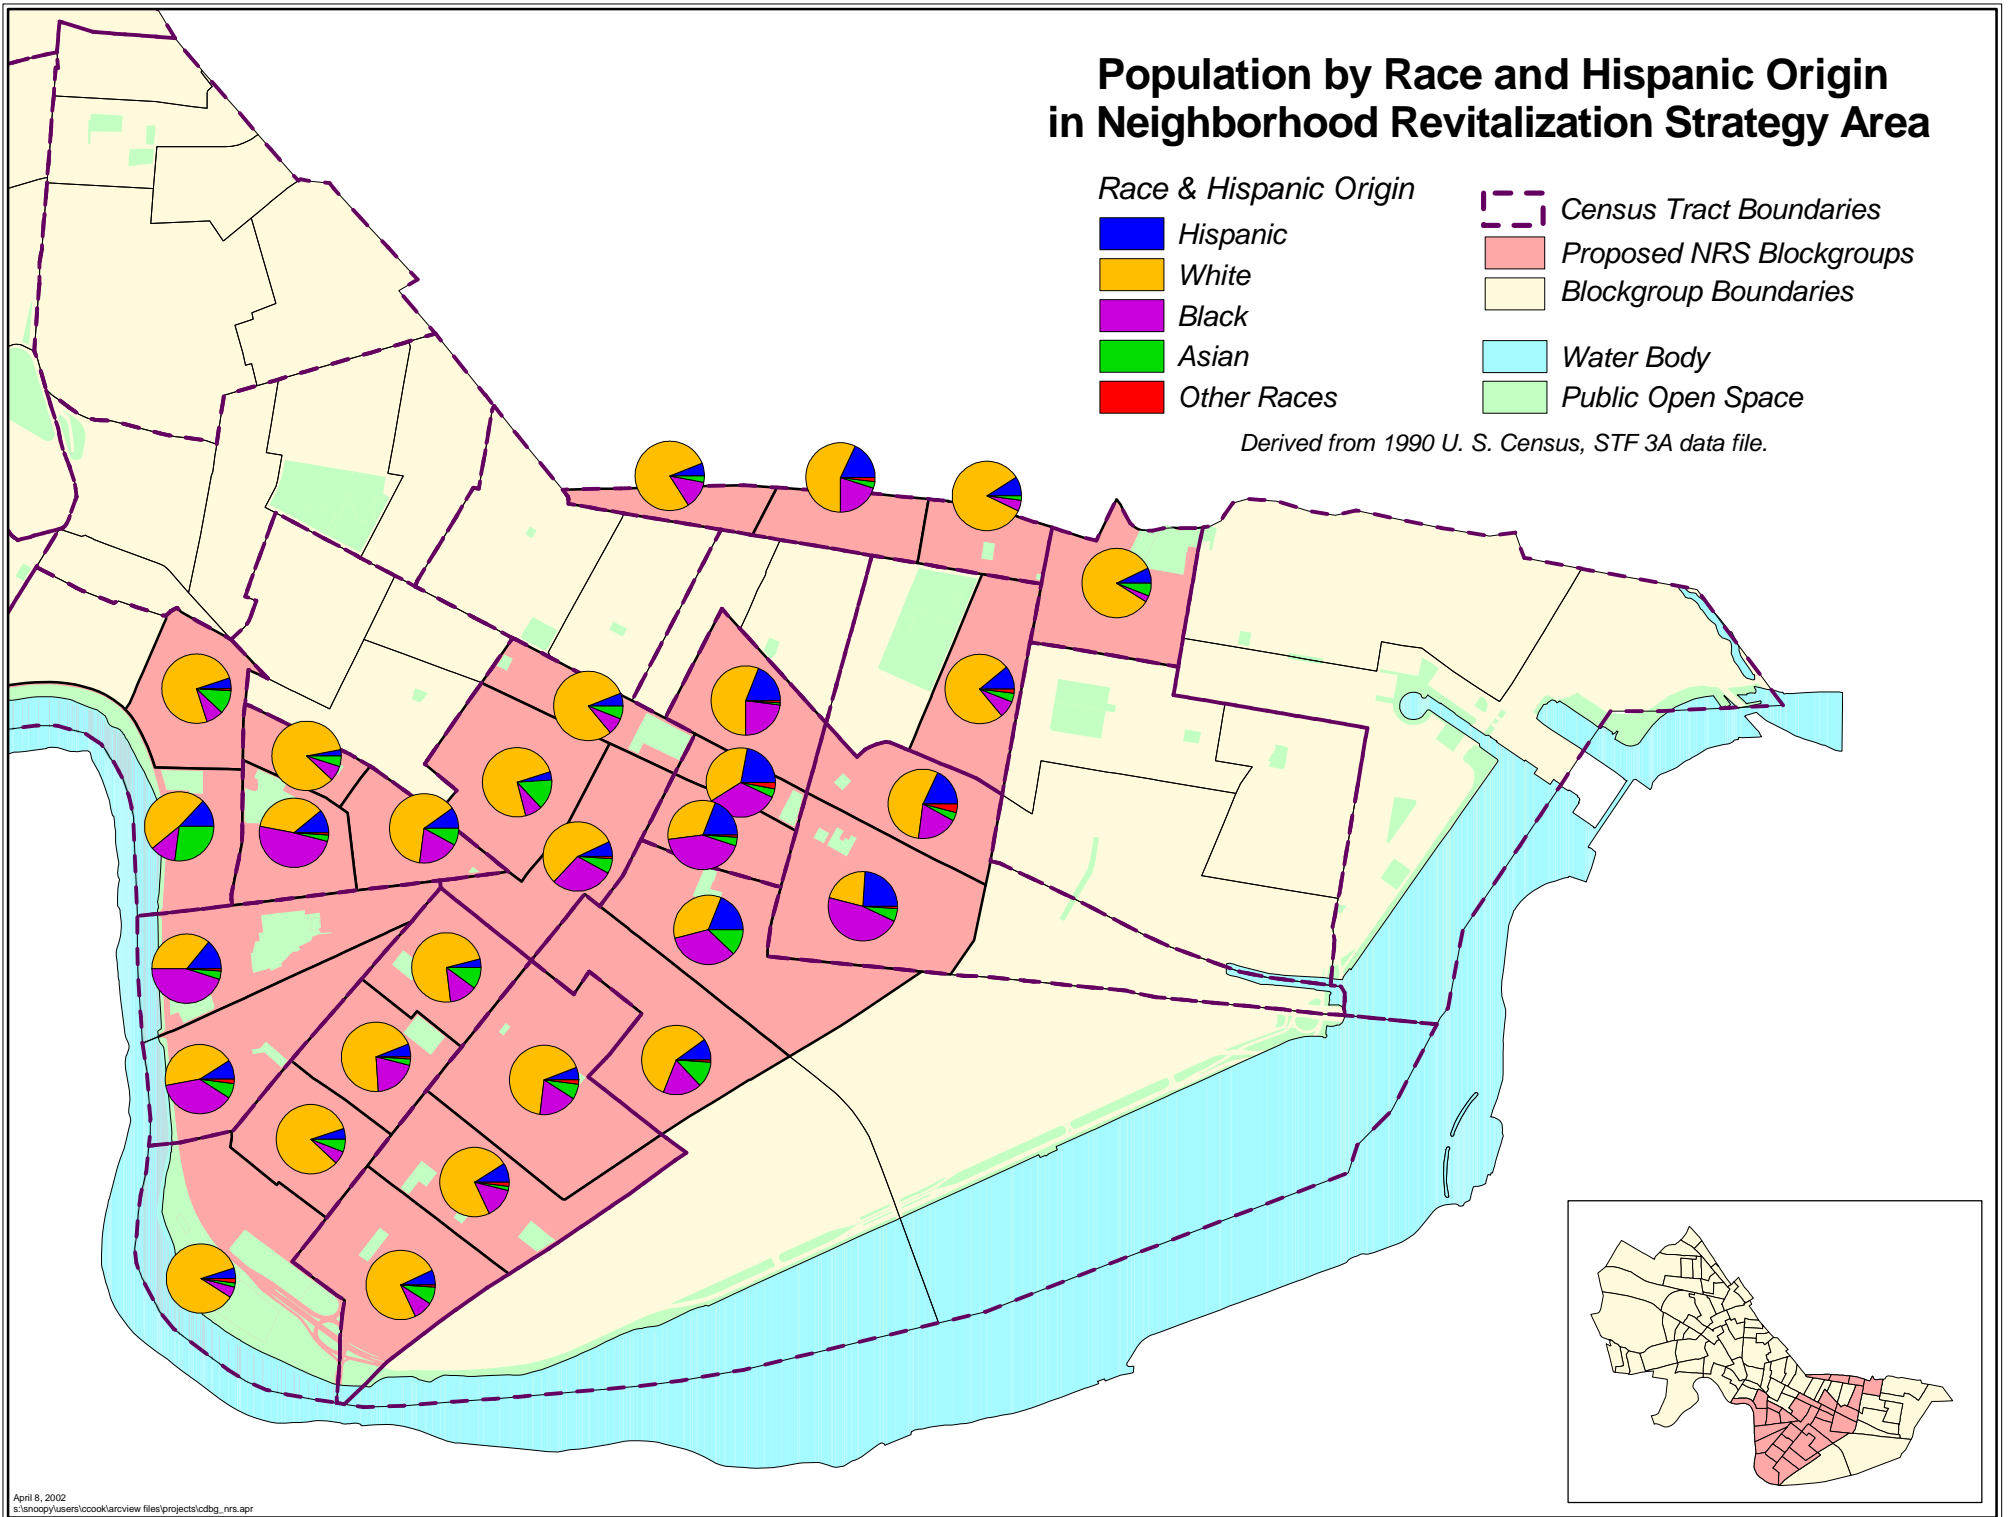 Population by Race and Hispanic Origin
in Neighborhood Revitalization Strategy Area
Race & Hispanic Origin
Hispanic
White
Black
Asian
Other Races
Census Tract Boundaries
Proposed NRS Blockgroups
Blockgroup Boundaries
Water Body
Public Open Space
Derived from 1990 U. S. Census, STF 3A data file.
April 8, 2002
s:\snoopy\users\ccook\arcview files\projects\cdbg_nrs.apr